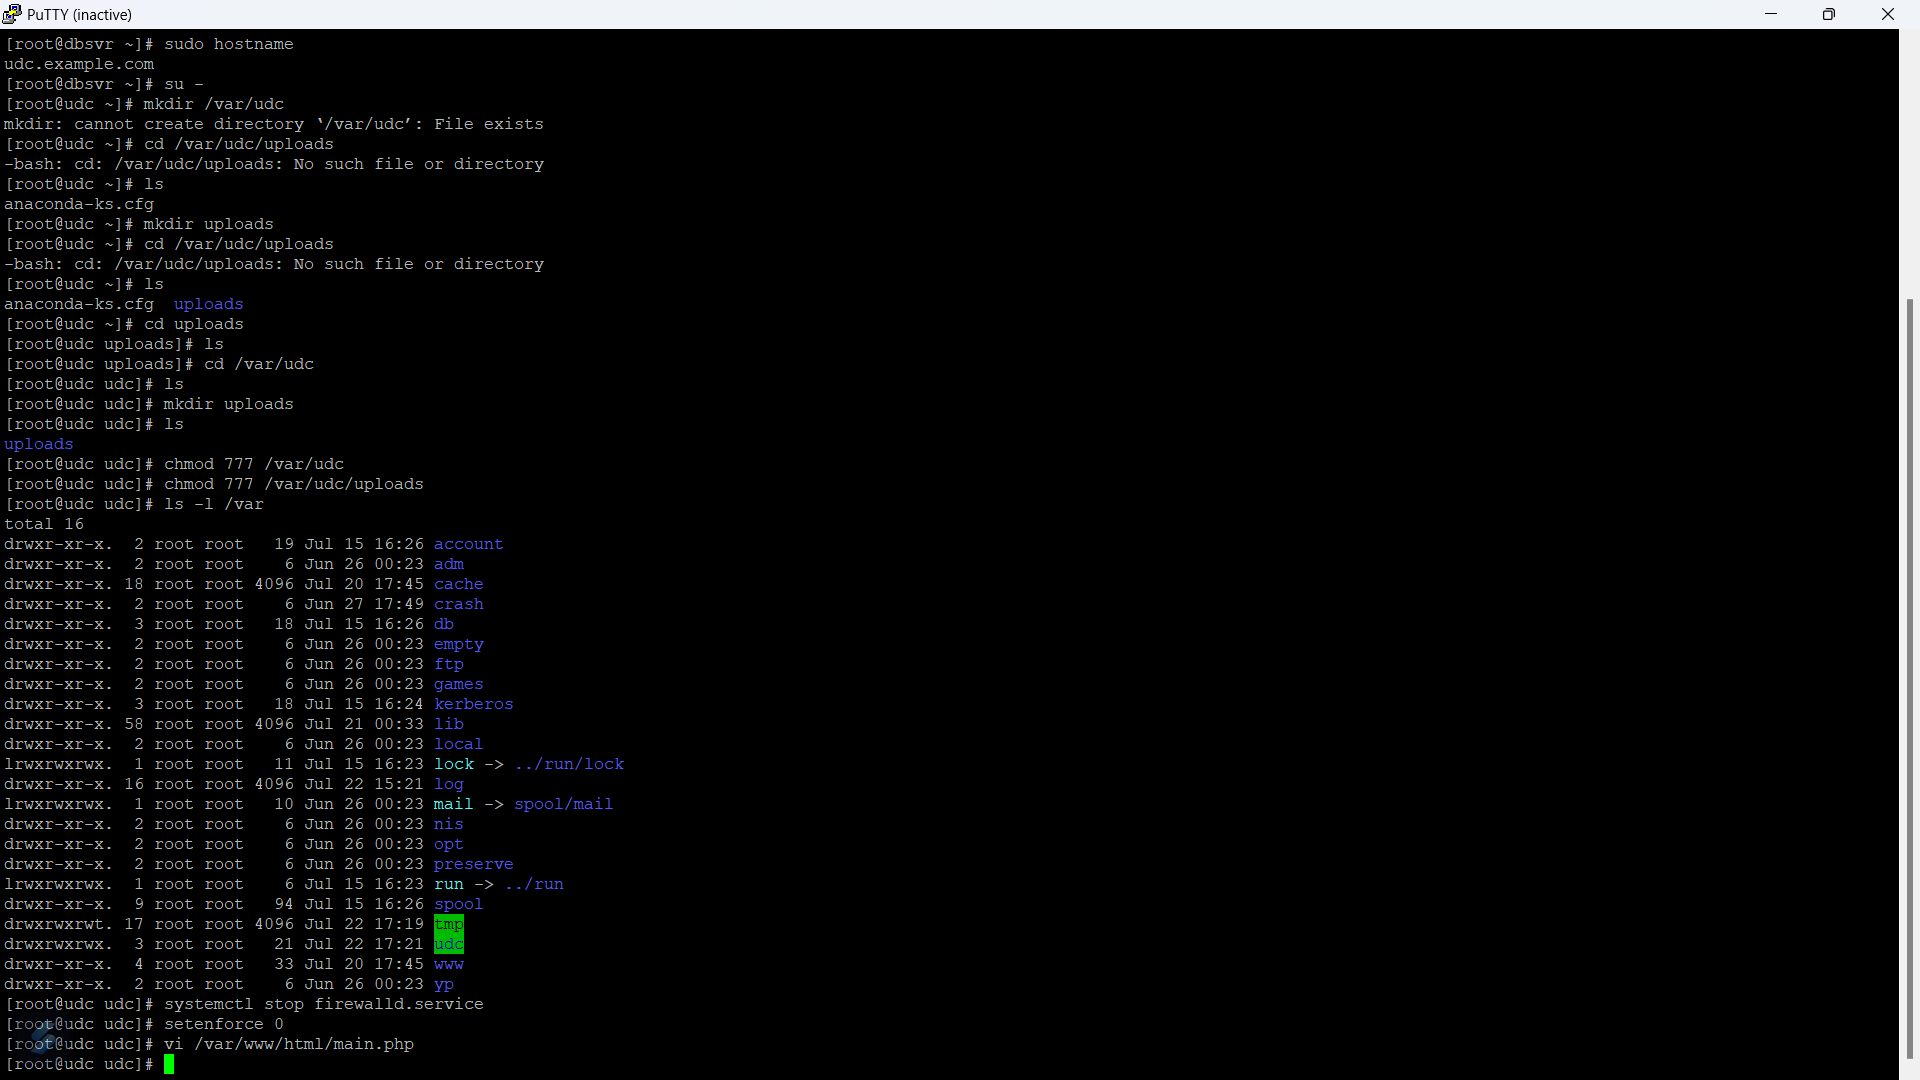 PuTTY (inactive)
[root@dbsvr ~]# sudo hostname
udc.example.com
[root@dbsvr ~]# su -
[root@udc ~]# mkdir /var/udc
mkdir: cannot create directory ‘/var/udc’: File exists
[root@udc ~]# cd /var/udc/uploads
-bash: cd: /var/udc/uploads: No such file or directory
[root@udc ~]# ls
anaconda-ks.cfg
[root@udc ~]# mkdir uploads
[root@udc ~]# cd /var/udc/uploads
-bash: cd: /var/udc/uploads: No such file or directory
[root@udc ~]# ls
anaconda-ks.cfg  uploads
[root@udc ~]# cd uploads
[root@udc uploads]# ls
[root@udc uploads]# cd /var/udc
[root@udc udc]# ls
[root@udc udc]# mkdir uploads
[root@udc udc]# ls
uploads
[root@udc udc]# chmod 777 /var/udc
[root@udc udc]# chmod 777 /var/udc/uploads
[root@udc udc]# ls -l /var
total 16
drwxr-xr-x.  2 root root   19 Jul 15 16:26 account
drwxr-xr-x.  2 root root    6 Jun 26 00:23 adm
drwxr-xr-x. 18 root root 4096 Jul 20 17:45 cache
drwxr-xr-x.  2 root root    6 Jun 27 17:49 crash
drwxr-xr-x.  3 root root   18 Jul 15 16:26 db
drwxr-xr-x.  2 root root    6 Jun 26 00:23 empty
drwxr-xr-x.  2 root root    6 Jun 26 00:23 ftp
drwxr-xr-x.  2 root root    6 Jun 26 00:23 games
drwxr-xr-x.  3 root root   18 Jul 15 16:24 kerberos
drwxr-xr-x. 58 root root 4096 Jul 21 00:33 lib
drwxr-xr-x.  2 root root    6 Jun 26 00:23 local
lrwxrwxrwx.  1 root root   11 Jul 15 16:23 lock -> ../run/lock
drwxr-xr-x. 16 root root 4096 Jul 22 15:21 log
lrwxrwxrwx.  1 root root   10 Jun 26 00:23 mail -> spool/mail
drwxr-xr-x.  2 root root    6 Jun 26 00:23 nis
drwxr-xr-x.  2 root root    6 Jun 26 00:23 opt
drwxr-xr-x.  2 root root    6 Jun 26 00:23 preserve
lrwxrwxrwx.  1 root root    6 Jul 15 16:23 run -> ../run
drwxr-xr-x.  9 root root   94 Jul 15 16:26 spool
drwxrwxrwt. 17 root root 4096 Jul 22 17:19 tmp
drwxrwxrwx.  3 root root   21 Jul 22 17:21 udc
drwxr-xr-x.  4 root root   33 Jul 20 17:45 www
drwxr-xr-x.  2 root root    6 Jun 26 00:23 yp
[root@udc udc]# systemctl stop firewalld.service
[root@udc udc]# setenforce 0
[root@udc udc]# vi /var/www/html/main.php
[root@udc udc]#